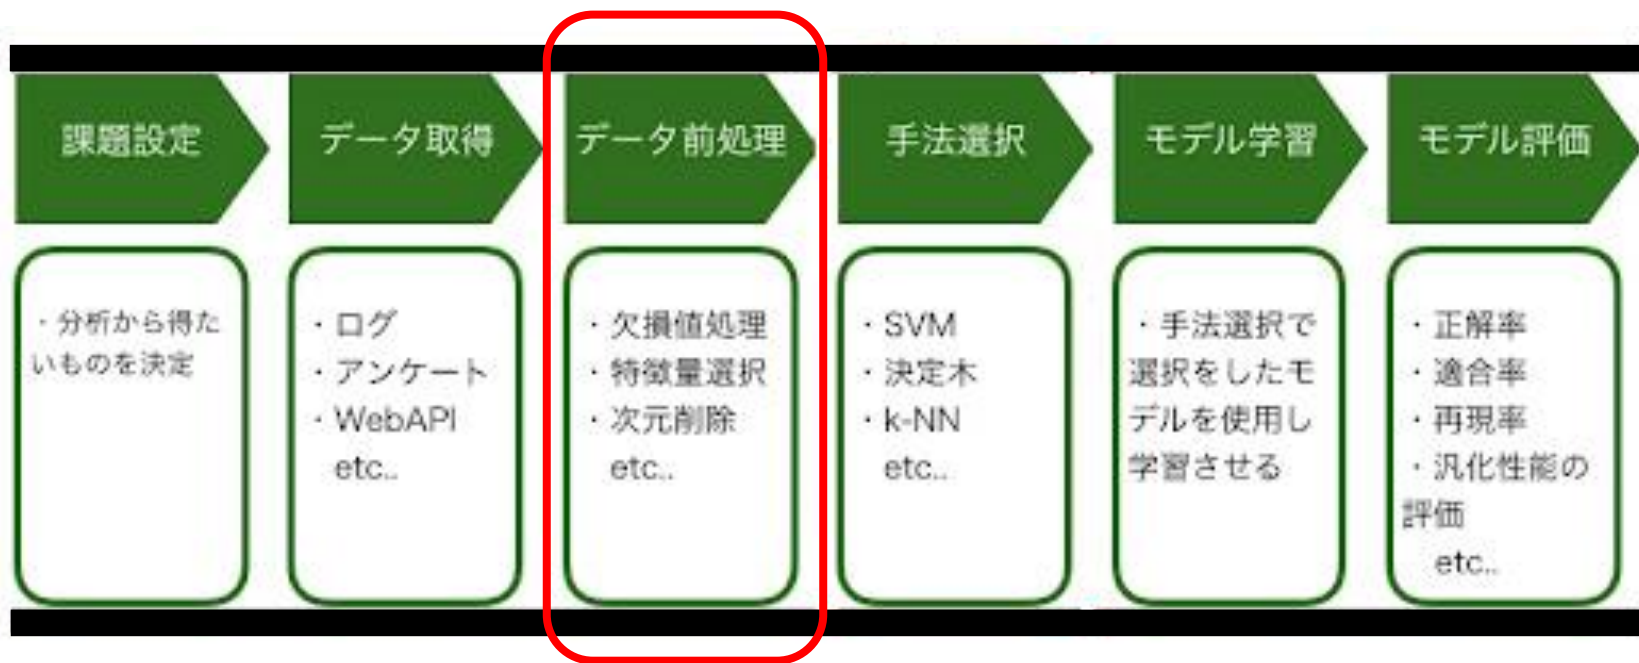 課題設定
データ取得
データ前処理
手法選択
モデル学習
モデル評価
・分析から得た
いものを決定
・ログ
・アンケート
・WebAPI
etc..
・欠損値処理
・特徴量選択
・次元削除
etc..
・SVM
・決定木
・k-NN
etc..
・手法選択で
選択をしたモ
デルを使用し
学習させる
・正解率
・適合率
・再現率
・汎化性能の
評価
etc..